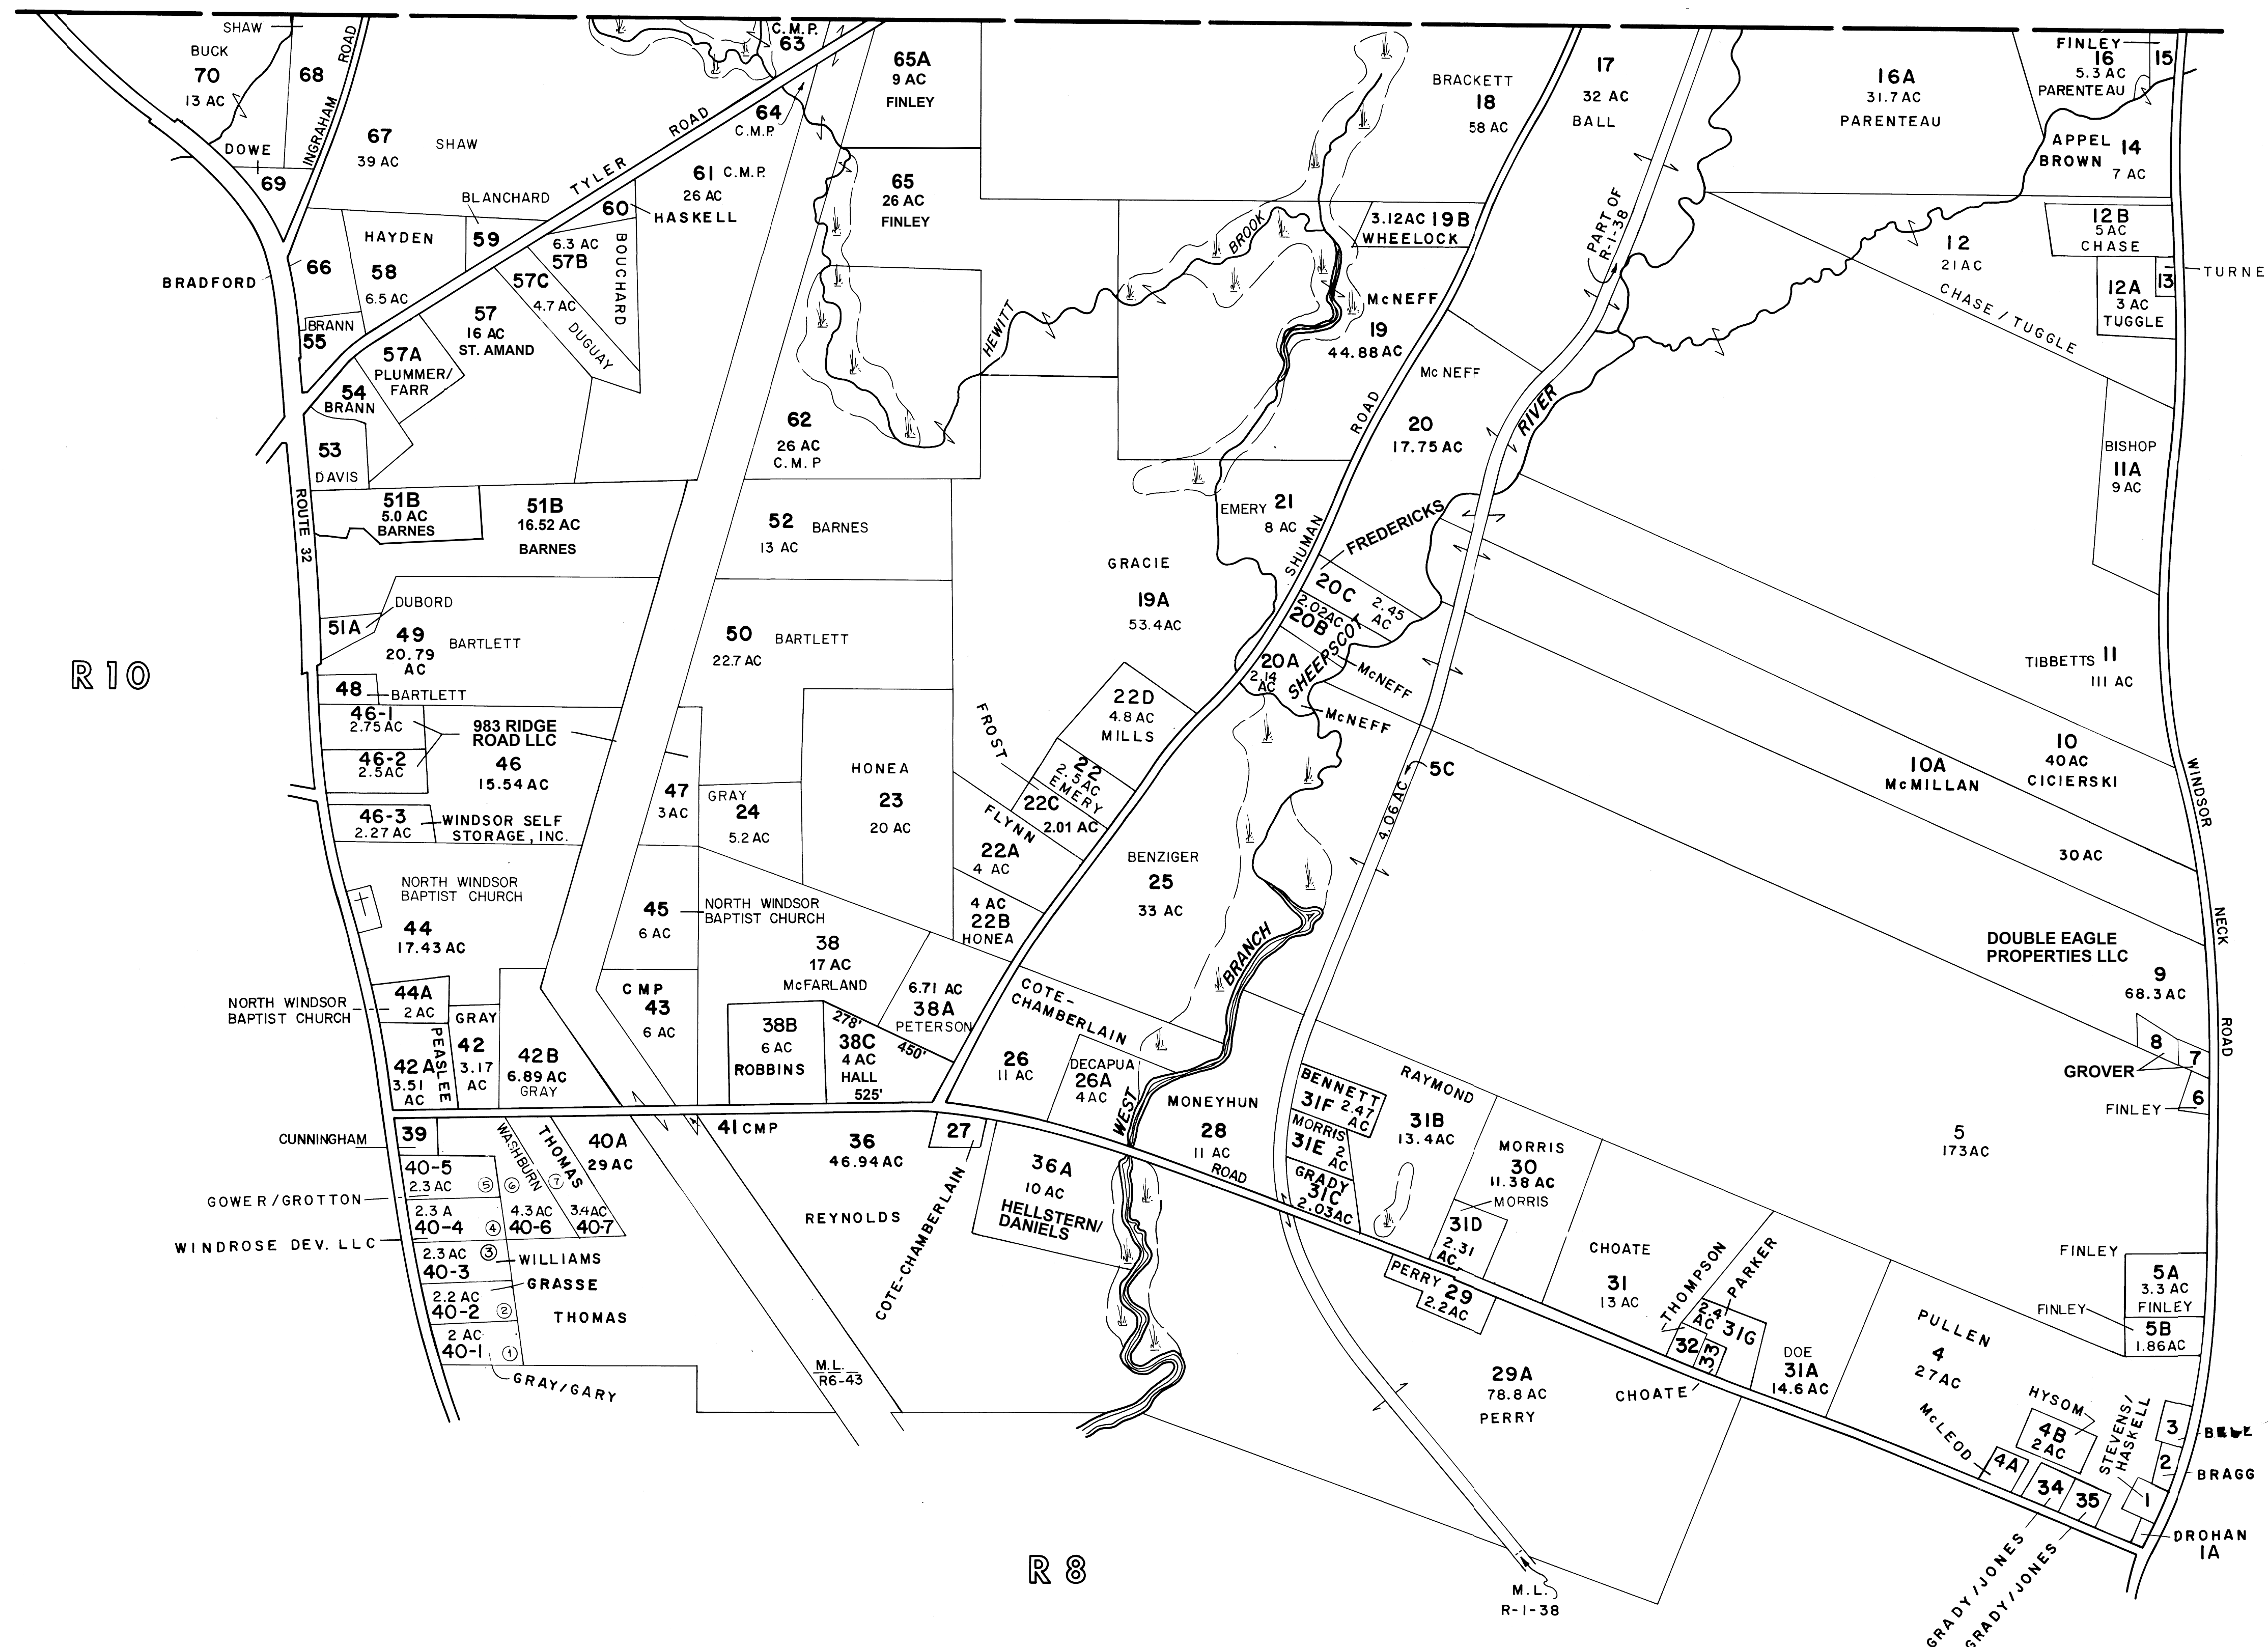 SHAW
BUCK
70
13 AC
68
INGRAHAM ROAD
DOWE
69
67
39 AC
SHAW
C.M.P.
63
64
C.M.P.
TYLER ROAD
65A
9 AC
FINLEY
61 C.M.P.
26 AC
65
26 AC
FINLEY
BLANCHARD
59
60
HASKELL
HAYDEN
58
6.5 AC
66
BRADFORD
BRANN
55
6.3 AC
57B
BOUCHARD
57C
4.7 AC
DUGUAY
57
16 AC
ST. AMAND
57A
PLUMMER/
FARR
54
BRANN
53
DAVIS
62
26 AC
C.M.P
HEWITT BROOK
BRACKETT
18
58 AC
17
32 AC
BALL
PART OF
R-1-38
16A
31.7 AC
PARENTEAU
FINLEY
16
5.3 AC
PARENTEAU
15
APPEL
BROWN
14
7 AC
12B
5 AC
CHASE
12
21 AC
CHASE / TUGGLE
12A
3 AC
TUGGLE
13
TURNE
3.12AC 19B
WHEELOCK
McNEFF
19
44.88 AC
Mc NEFF
20
17.75 AC
RIVER
BISHOP
11A
9 AC
ROUTE 32
51B
5.0 AC
BARNES
51B
16.52 AC
BARNES
52
BARNES
13 AC
EMERY
21
8 AC
SHUMAN ROAD
FREDERICKS
20C
2.45
AC
2.02AC
20B
GRACIE
19A
53.4AC
20A
2.14
AC
SHEEPSCOT
McNEFF
McNEFF
DUBORD
51A
49
20.79
AC
BARTLETT
50
BARTLETT
22.7 AC
R 10
48
BARTLETT
46-1
2.75 AC
46-2
2.5AC
983 RIDGE
ROAD LLC
46
15.54 AC
46-3
2.27 AC
WINDSOR SELF
STORAGE, INC.
47
3 AC
GRAY
24
5.2 AC
HONEA
23
20 AC
FROST
22D
4.8 AC
MILLS
22
2.5AC
EMERY
22C
2.01 AC
FLYNN
22A
4 AC
4 AC
22B
HONEA
BENZIGER
25
33 AC
5C
4.06 AC
TIBBETTS 11
111 AC
10
40 AC
CICIERSKI
10A
McMILLAN
30 AC
WINDSOR NECK ROAD
DOUBLE EAGLE
PROPERTIES LLC
9
68.3 AC
8
7
GROVER
6
FINLEY
NORTH WINDSOR
BAPTIST CHURCH
44
17.43 AC
45
6 AC
NORTH WINDSOR
BAPTIST CHURCH
38
17 AC
McFARLAND
NORTH WINDSOR
BAPTIST CHURCH
44A
2 AC
GRAY
42
3.17
AC
PEASLEE
42A
3.51
AC
42B
6.89 AC
GRAY
CMP
43
6 AC
38B
6 AC
ROBBINS
278'
38C
4 AC
HALL
525'
450'
6.71 AC
38A
PETERSON
COTE-
CHAMBERLAIN
26
11 AC
DECAPUA
26A
4 AC
WEST BRANCH
MONEYHUN
28
11 AC
ROAD
BENNETT
31F 2.47
AC
MORRIS
31E 2
AC
GRADY
31C
2.03AC
RAYMOND
31B
13.4AC
MORRIS
30
11.38 AC
MORRIS
31D
2.31
AC
5
173AC
CUNNINGHAM
39
40-5
2.3 AC
5
GOWER/GROTTON
2.3 A
40-4
4
WINDROSE DEV. LLC
WASHBURN
6
4.3 AC
40-6
THOMAS
7
3.4AC
40-7
40A
29 AC
2.3 AC
3
40-3
WILLIAMS
GRASSE
2.2 AC
40-2
2
THOMAS
2 AC
40-1
1
GRAY/GARY
41 CMP
36
46.94 AC
REYNOLDS
27
COTE-CHAMBERLAIN
36A
10 AC
HELLSTERN/
DANIELS
M.L.
R6-43
PERRY
29
2.2AC
29A
78.8 AC
PERRY
CHOATE
31
13 AC
THOMPSON
PARKER
2.4
AC
31G
32
33
CHOATE
DOE
31A
14.6 AC
PULLEN
4
27AC
FINLEY
5A
3.3 AC
FINLEY
FINLEY
5B
1.86AC
HYSOM
4B
2 AC
McLEOD
4A
STEVENS/
HASKELL
34
35
3
2
BRAGG
1
DROHAN
1A
GRADY/JONES
GRADY/JONES
R 8
M.L.
R-1-38